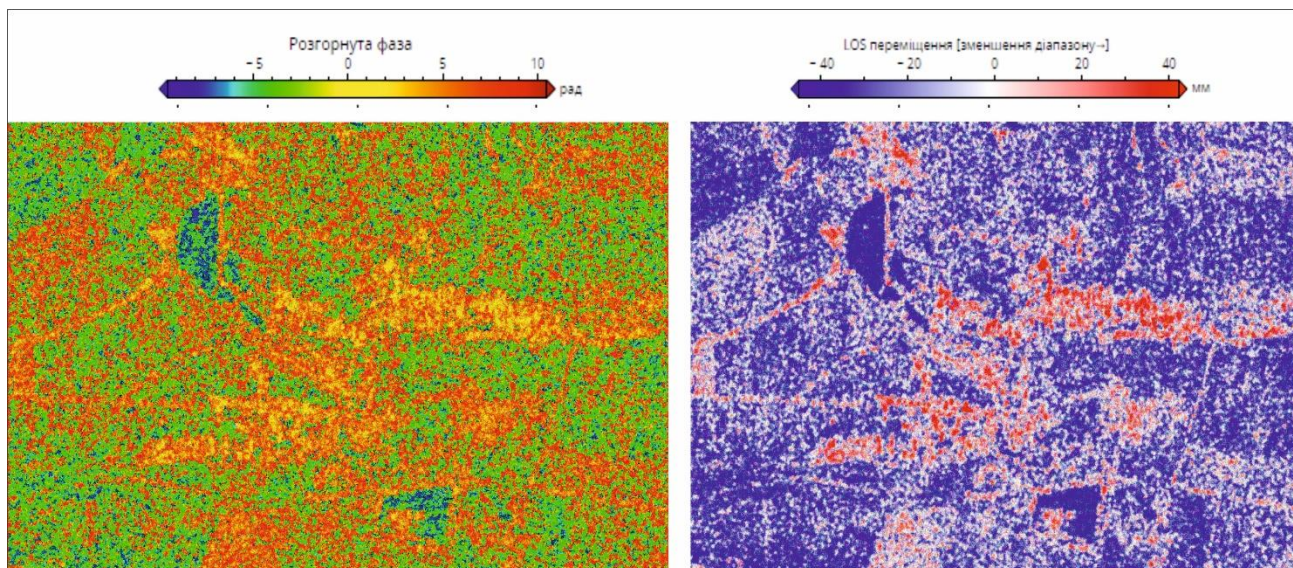 Розгорнута фаза
−5 0 5 10
рад
LOS переміщення [зменшення діапазону→]
−40 −20 0 20 40
мм